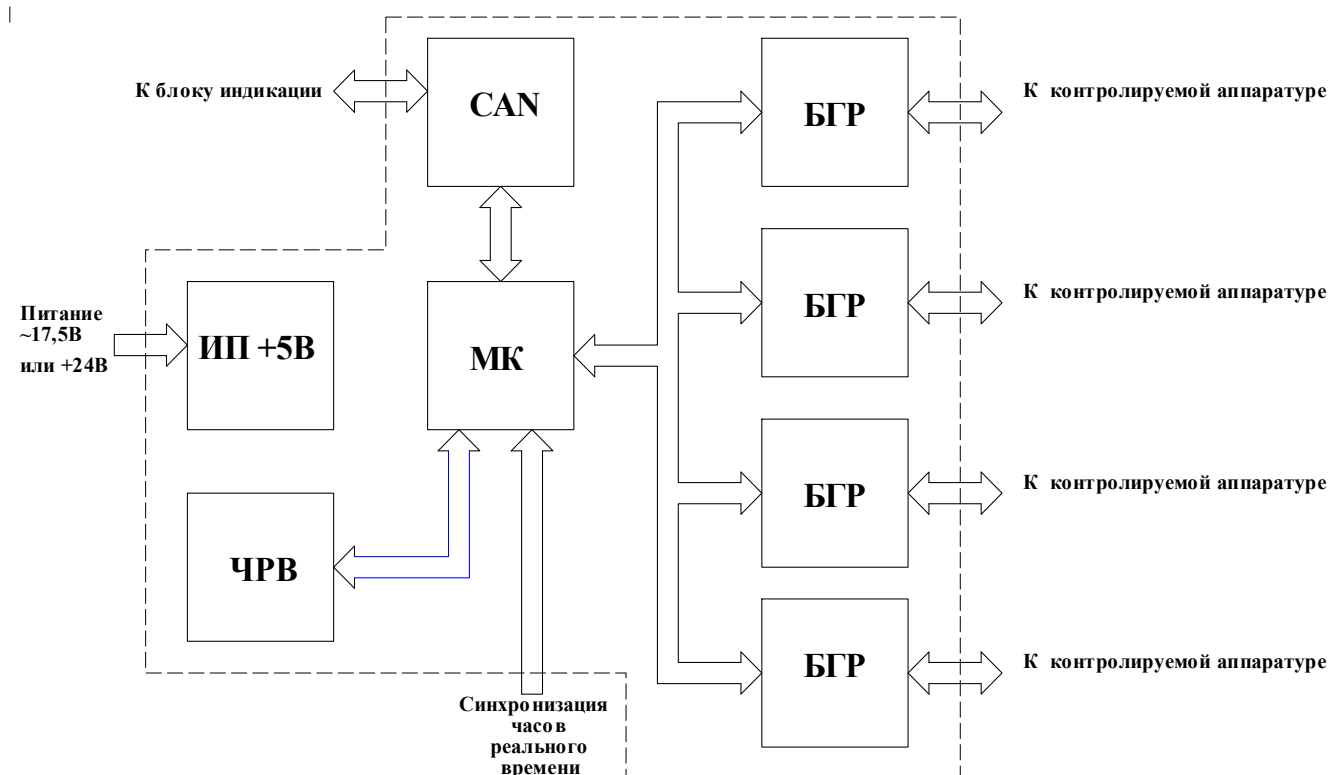 CAN
БГР
К блоку индикации
К контролируемой аппаратуре
БГР
К контролируемой аппаратуре
Питание
~17,5В
или +24В
ИП +5В
МК
БГР
К контролируемой аппаратуре
ЧРВ
БГР
К контролируемой аппаратуре
Синхронизация
часов
реального
времени